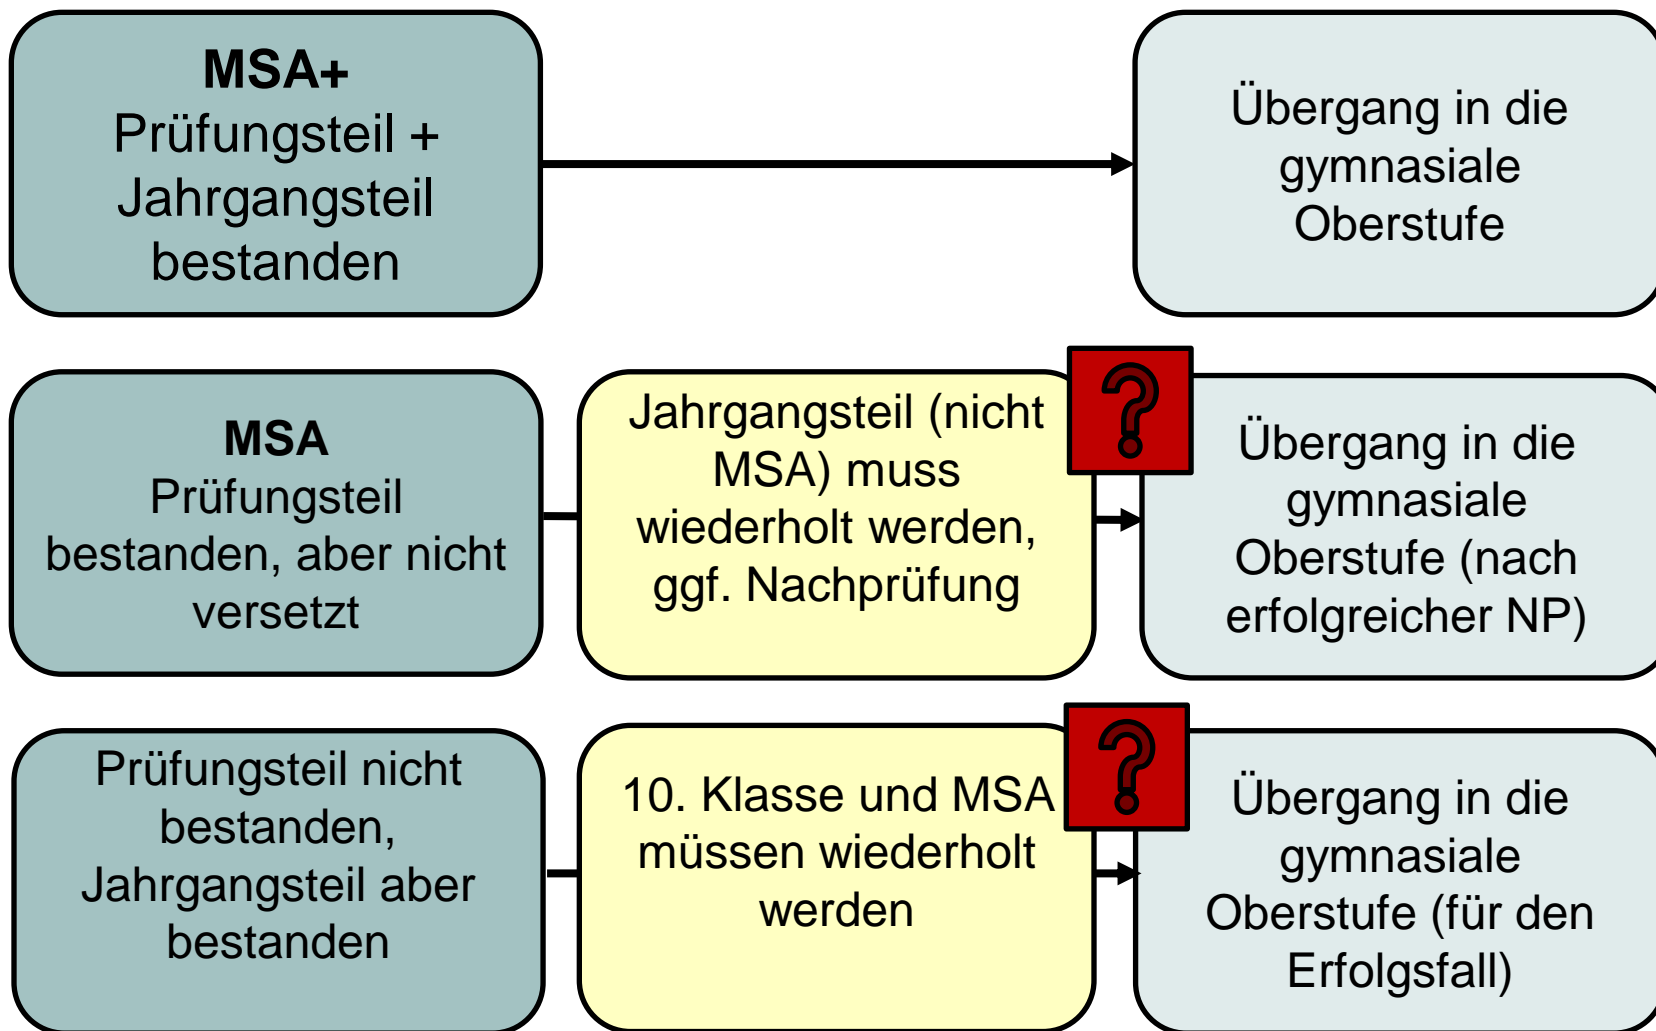 MSA+
Prüfungsteil +
Jahrgangsteil
bestanden
Übergang in die
gymnasiale
Oberstufe
MSA
Prüfungsteil
bestanden, aber nicht
versetzt
Jahrgangsteil (nicht
MSA) muss
wiederholt werden,
ggf. Nachprüfung
?
Übergang in die
gymnasiale
Oberstufe (nach
erfolgreicher NP)
Prüfungsteil nicht
bestanden,
Jahrgangsteil aber
bestanden
10. Klasse und MSA
müssen wiederholt
werden
?
Übergang in die
gymnasiale
Oberstufe (für den
Erfolgsfall)